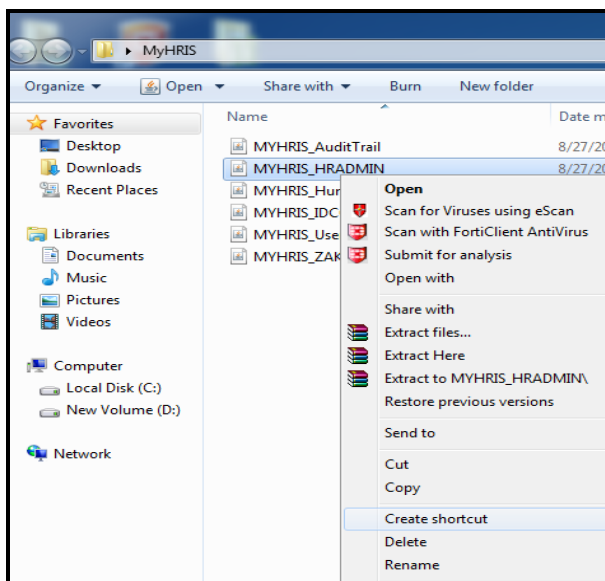 MyHRIS
Organize
Open
Share with
Burn
New folder
Name
Date m
Favorites
Desktop
Downloads
Recent Places
Libraries
Documents
Music
Pictures
Videos
Computer
Local Disk (C:)
New Volume (D:)
Network
MYHRIS_AuditTrail
8/27/20
MYHRIS_HRADMIN
8/27/20
MYHRIS_Hur
MYHRIS_IDC
MYHRIS_Use
MYHRIS_ZAK
Open
Scan for Viruses using eScan
Scan with FortiClient AntiVirus
Submit for analysis
Open with
Share with
Extract files...
Extract Here
Extract to MYHRIS_HRADMIN\
Restore previous versions
Send to
Cut
Copy
Create shortcut
Delete
Rename